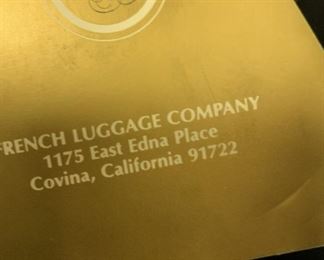 FRENCH LUGGAGE COMPANY
1175 East Edna Place
Covina, California 91722